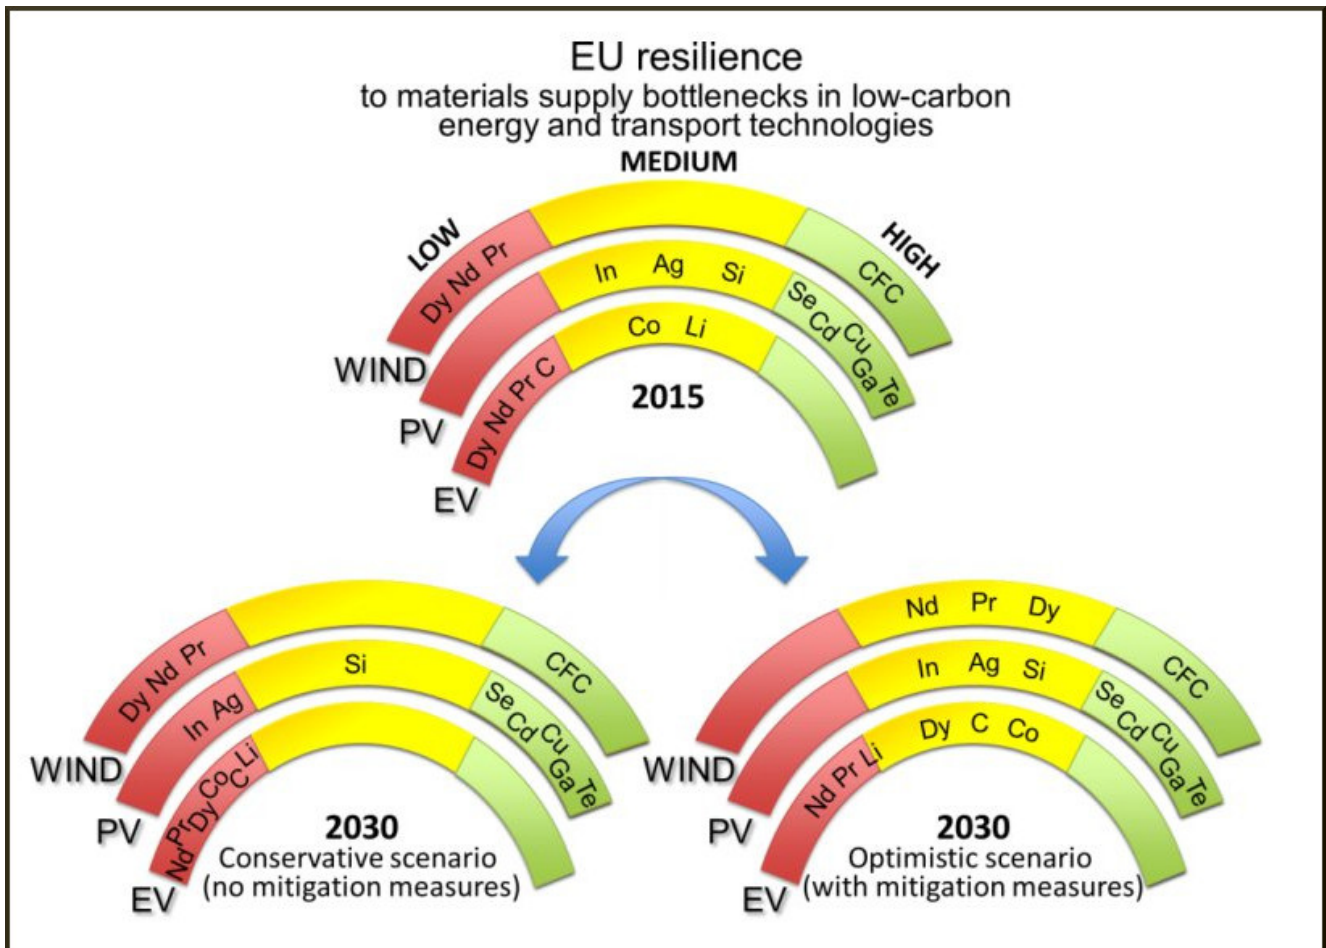 EU resilience
to materials supply bottlenecks in low-carbon
energy and transport technologies
MEDIUM
LOW
HIGH
Dy Nd Pr
CFC
WIND
In Ag Si
Se Cd Cu Ga Te
PV
Dy Nd Pr C
Co Li
EV
2015
Dy Nd Pr
CFC
WIND
In Ag
Si
Se Cd Cu Ga Te
PV
Nd Pr Dy Co C Li
EV
2030
Conservative scenario
(no mitigation measures)
Nd Pr Dy
CFC
WIND
In Ag Si
Se Cd Cu Ga Te
PV
Nd Pr Li
Dy C Co
EV
2030
Optimistic scenario
(with mitigation measures)